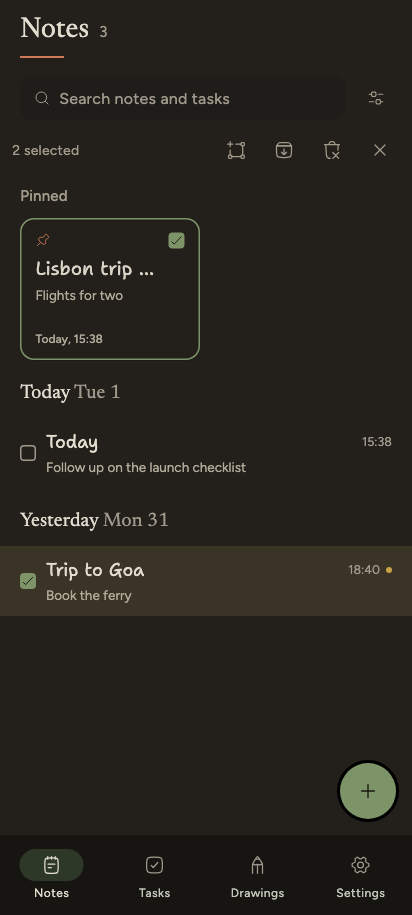 Notes 3
Search notes and tasks
2 selected
Pinned
Lisbon trip ...
Flights for two
Today, 15:38
Today Tue 1
Today 15:38
Follow up on the launch checklist
Yesterday Mon 31
Trip to Goa 18:40
Book the ferry
Notes Tasks Drawings Settings